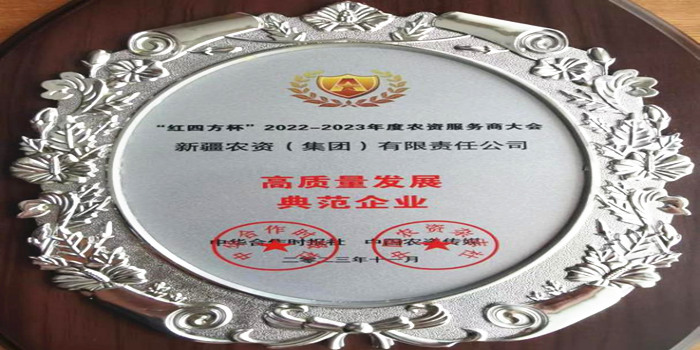 A
“红四方杯”2022-2023年度农资服务商大会
新疆农资（集团）有限责任公司
高质量发展
典范企业
中华合作时报社 中国农资传媒
二零二三年十一月